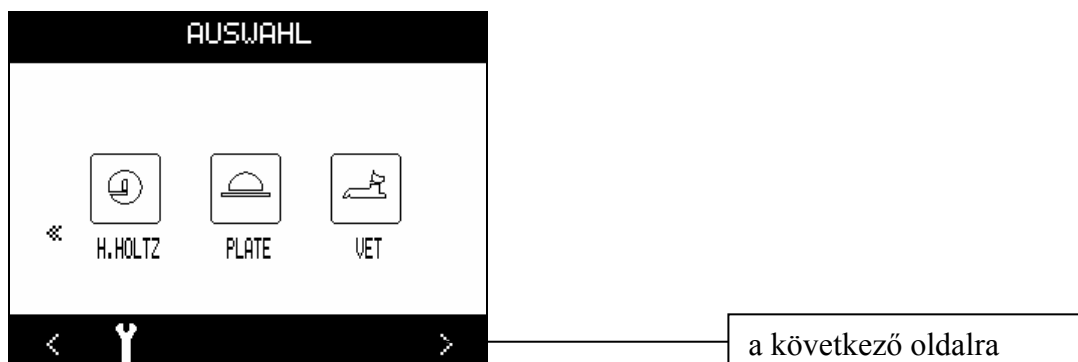 AUSWAHL
« H.HOLTZ PLATE VET
< >
a következő oldalra